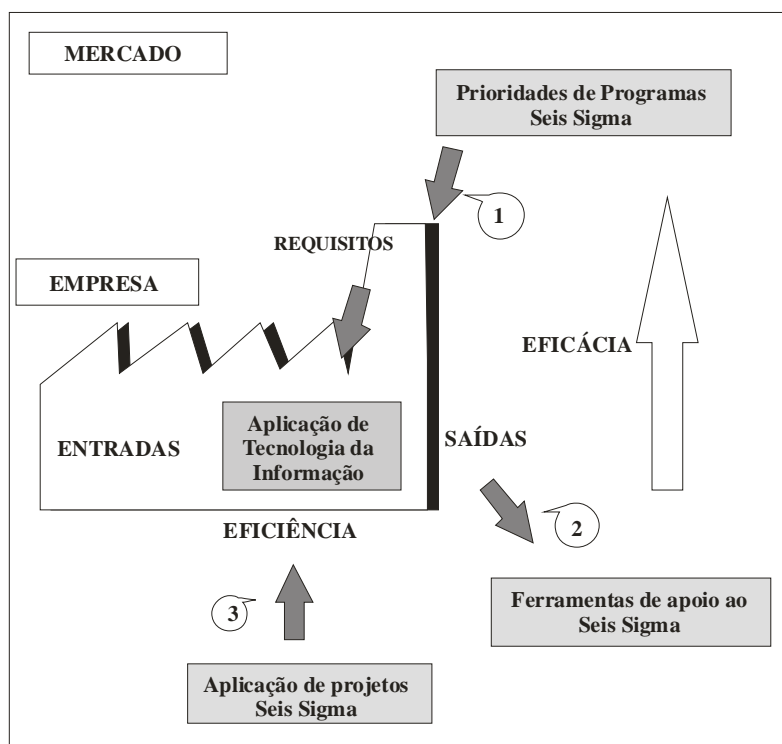 MERCADO
Prioridades de Programas
Seis Sigma
1
REQUISITOS
EMPRESA
EFICÁCIA
ENTRADAS
Aplicação de
Tecnologia da
Informação
SAÍDAS
EFICIÊNCIA
2
3
Ferramentas de apoio ao
Seis Sigma
Aplicação de projetos
Seis Sigma